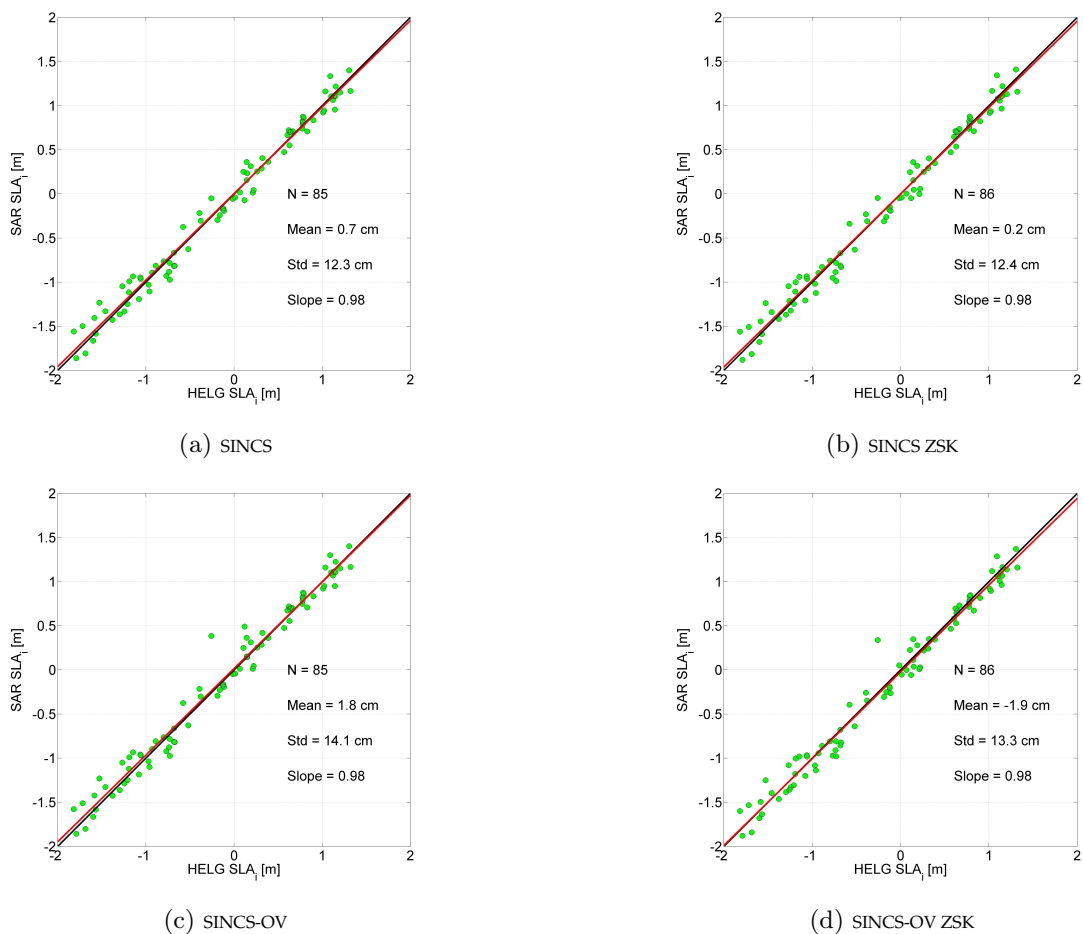 2
1.5
1
0.5
0
-0.5
-1
-1.5
-2
-2 -1 0 1 2
SAR SLA_i [m]
HELG SLA_i [m]
N = 85
Mean = 0.7 cm
Std = 12.3 cm
Slope = 0.98
(a) SINCS
2
1.5
1
0.5
0
-0.5
-1
-1.5
-2
-2 -1 0 1 2
SAR SLA_i [m]
HELG SLA_i [m]
N = 86
Mean = 0.2 cm
Std = 12.4 cm
Slope = 0.98
(b) SINCS ZSK
2
1.5
1
0.5
0
-0.5
-1
-1.5
-2
-2 -1 0 1 2
SAR SLA_i [m]
HELG SLA_i [m]
N = 85
Mean = 1.8 cm
Std = 14.1 cm
Slope = 0.98
(c) SINCS-OV
2
1.5
1
0.5
0
-0.5
-1
-1.5
-2
-2 -1 0 1 2
SAR SLA_i [m]
HELG SLA_i [m]
N = 86
Mean = -1.9 cm
Std = 13.3 cm
Slope = 0.98
(d) SINCS-OV ZSK